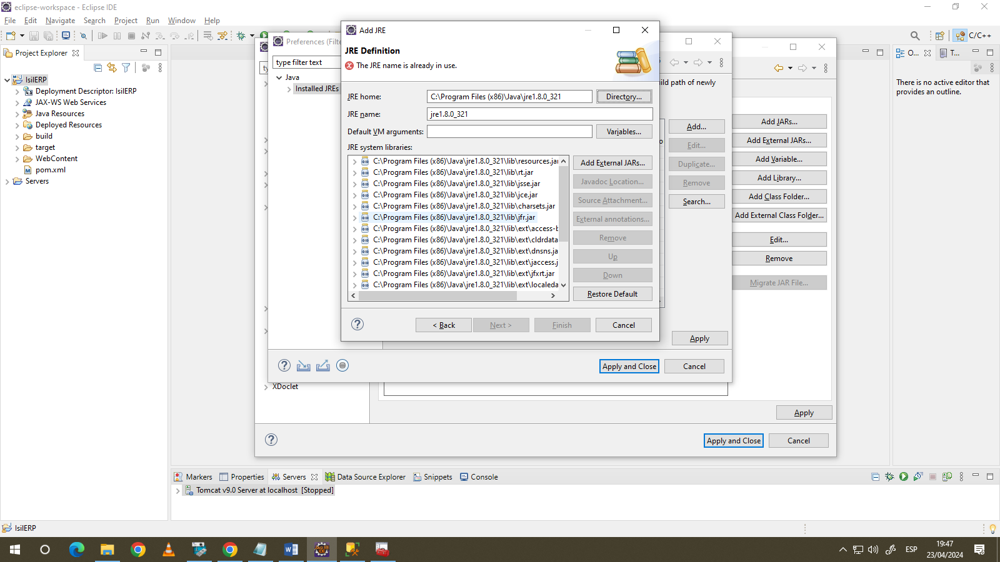 eclipse-workspace - Eclipse IDE
File Edit Navigate Search Project Run Window Help
C/C++
Project Explorer
IsilERP
Deployment Descriptor: IsilERP
JAX-WS Web Services
Java Resources
Deployed Resources
build
target
WebContent
pom.xml
Servers
Preferences (Filte
type filter text
Java
Installed JREs
XDoclet
Add JRE
JRE Definition
The JRE name is already in use.
JRE home: C:\Program Files (x86)\Java\jre1.8.0_321 Directory...
JRE name: jre1.8.0_321
Default VM arguments: Variables...
JRE system libraries:
C:\Program Files (x86)\Java\jre1.8.0_321\lib\resources.jar
C:\Program Files (x86)\Java\jre1.8.0_321\lib\rt.jar
C:\Program Files (x86)\Java\jre1.8.0_321\lib\jsse.jar
C:\Program Files (x86)\Java\jre1.8.0_321\lib\jce.jar
C:\Program Files (x86)\Java\jre1.8.0_321\lib\charsets.jar
C:\Program Files (x86)\Java\jre1.8.0_321\lib\jfr.jar
C:\Program Files (x86)\Java\jre1.8.0_321\lib\ext\access-b
C:\Program Files (x86)\Java\jre1.8.0_321\lib\ext\cldrdata
C:\Program Files (x86)\Java\jre1.8.0_321\lib\ext\dnsns.ja
C:\Program Files (x86)\Java\jre1.8.0_321\lib\ext\jaccess.j
C:\Program Files (x86)\Java\jre1.8.0_321\lib\ext\jfxrt.jar
C:\Program Files (x86)\Java\jre1.8.0_321\lib\ext\localeda
Add External JARs...
Javadoc Location...
Source Attachment...
External annotations...
Remove
Up
Down
Restore Default
< Back Next > Finish Cancel
ild path of newly
Add...
Edit...
Duplicate...
Remove
Search...
Apply
Apply and Close Cancel
Add JARs...
Add External JARs...
Add Variable...
Add Library...
Add Class Folder...
Add External Class Folder...
Edit...
Remove
Migrate JAR File...
Apply
Apply and Close Cancel
O... T...
There is no active editor that
provides an outline.
Markers Properties Servers Data Source Explorer Snippets Console
Tomcat v9.0 Server at localhost [Stopped]
IsilERP
ESP
19:47
23/04/2024